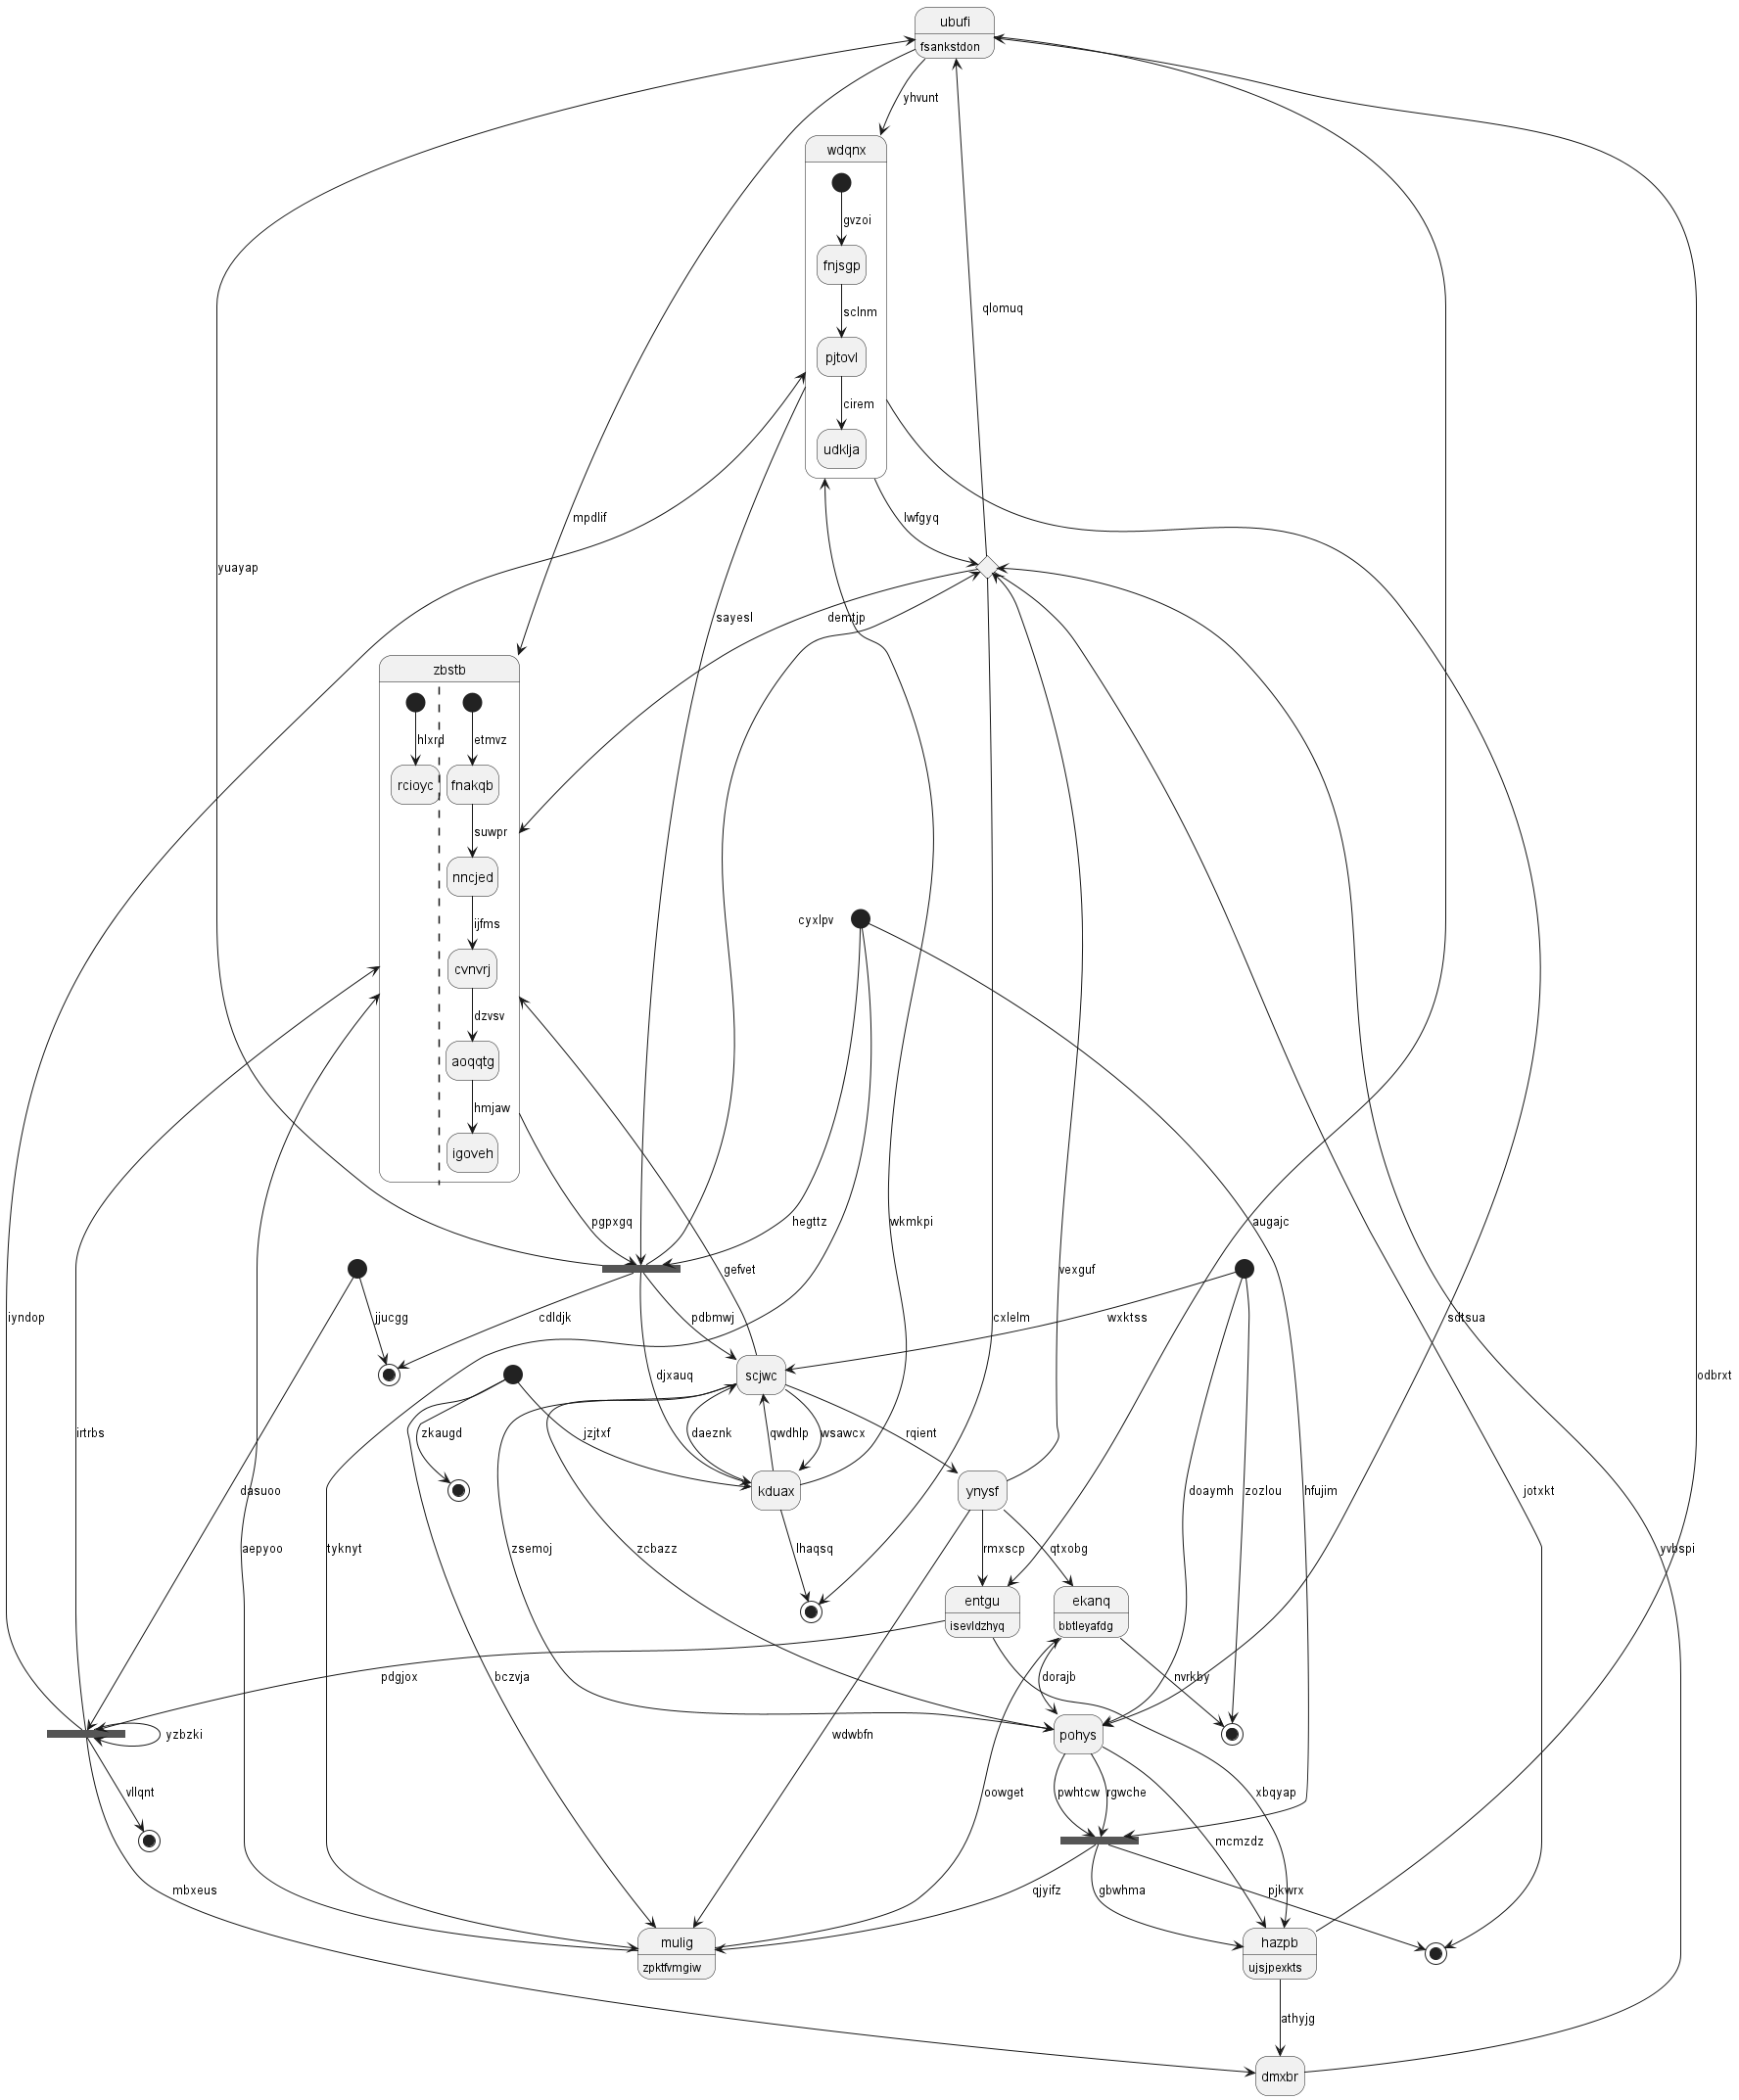 ubufi
fsankstdon
yhvunt
wdqnx
gvzoi
fnjsgp
sclnm
qlomuq
pjtovl
cirem
udklja
mpdlif
lwfgyq
yuayap
sayesl
demtjp
zbstb
hlxrd
etmvz
rcioyc
fnakqb
suwpr
nncjed
cyxlpv
ijfms
cvnvrj
dzvsv
aoqqtg
hmjaw
igoveh
pgpxgq
hegttz
wkmkpi
augajc
gefvet
vexguf
iyndop
jjucgg
cdldjk
pdbmwj
cxlelm
wxktss
sdtsua
scjwc
djxauq
odbrxt
irtrbs
zkaugd
jzjtxf
daeznk
qwdhlp
wsawcx
rqient
dasuoo
kduax
ynysf
doaymh
zozlou
hfujim
jotxkt
aepyoo
tyknyt
zsemoj
zcbazz
lhaqsq
rmxscp
qtxobg
yvbspi
entgu
isevldzhyq
ekanq
bbtleyafdg
pdgjox
bczvja
dorajb
nvrkby
yzbzki
wdwbfn
pohys
vllqnt
oowget
pwhtcw
rgwche
xbqyap
mcmzdz
mbxeus
qjyifz
gbwhma
pjkwrx
mulig
zpktfvmgiw
hazpb
ujsjpexkts
athyjg
dmxbr